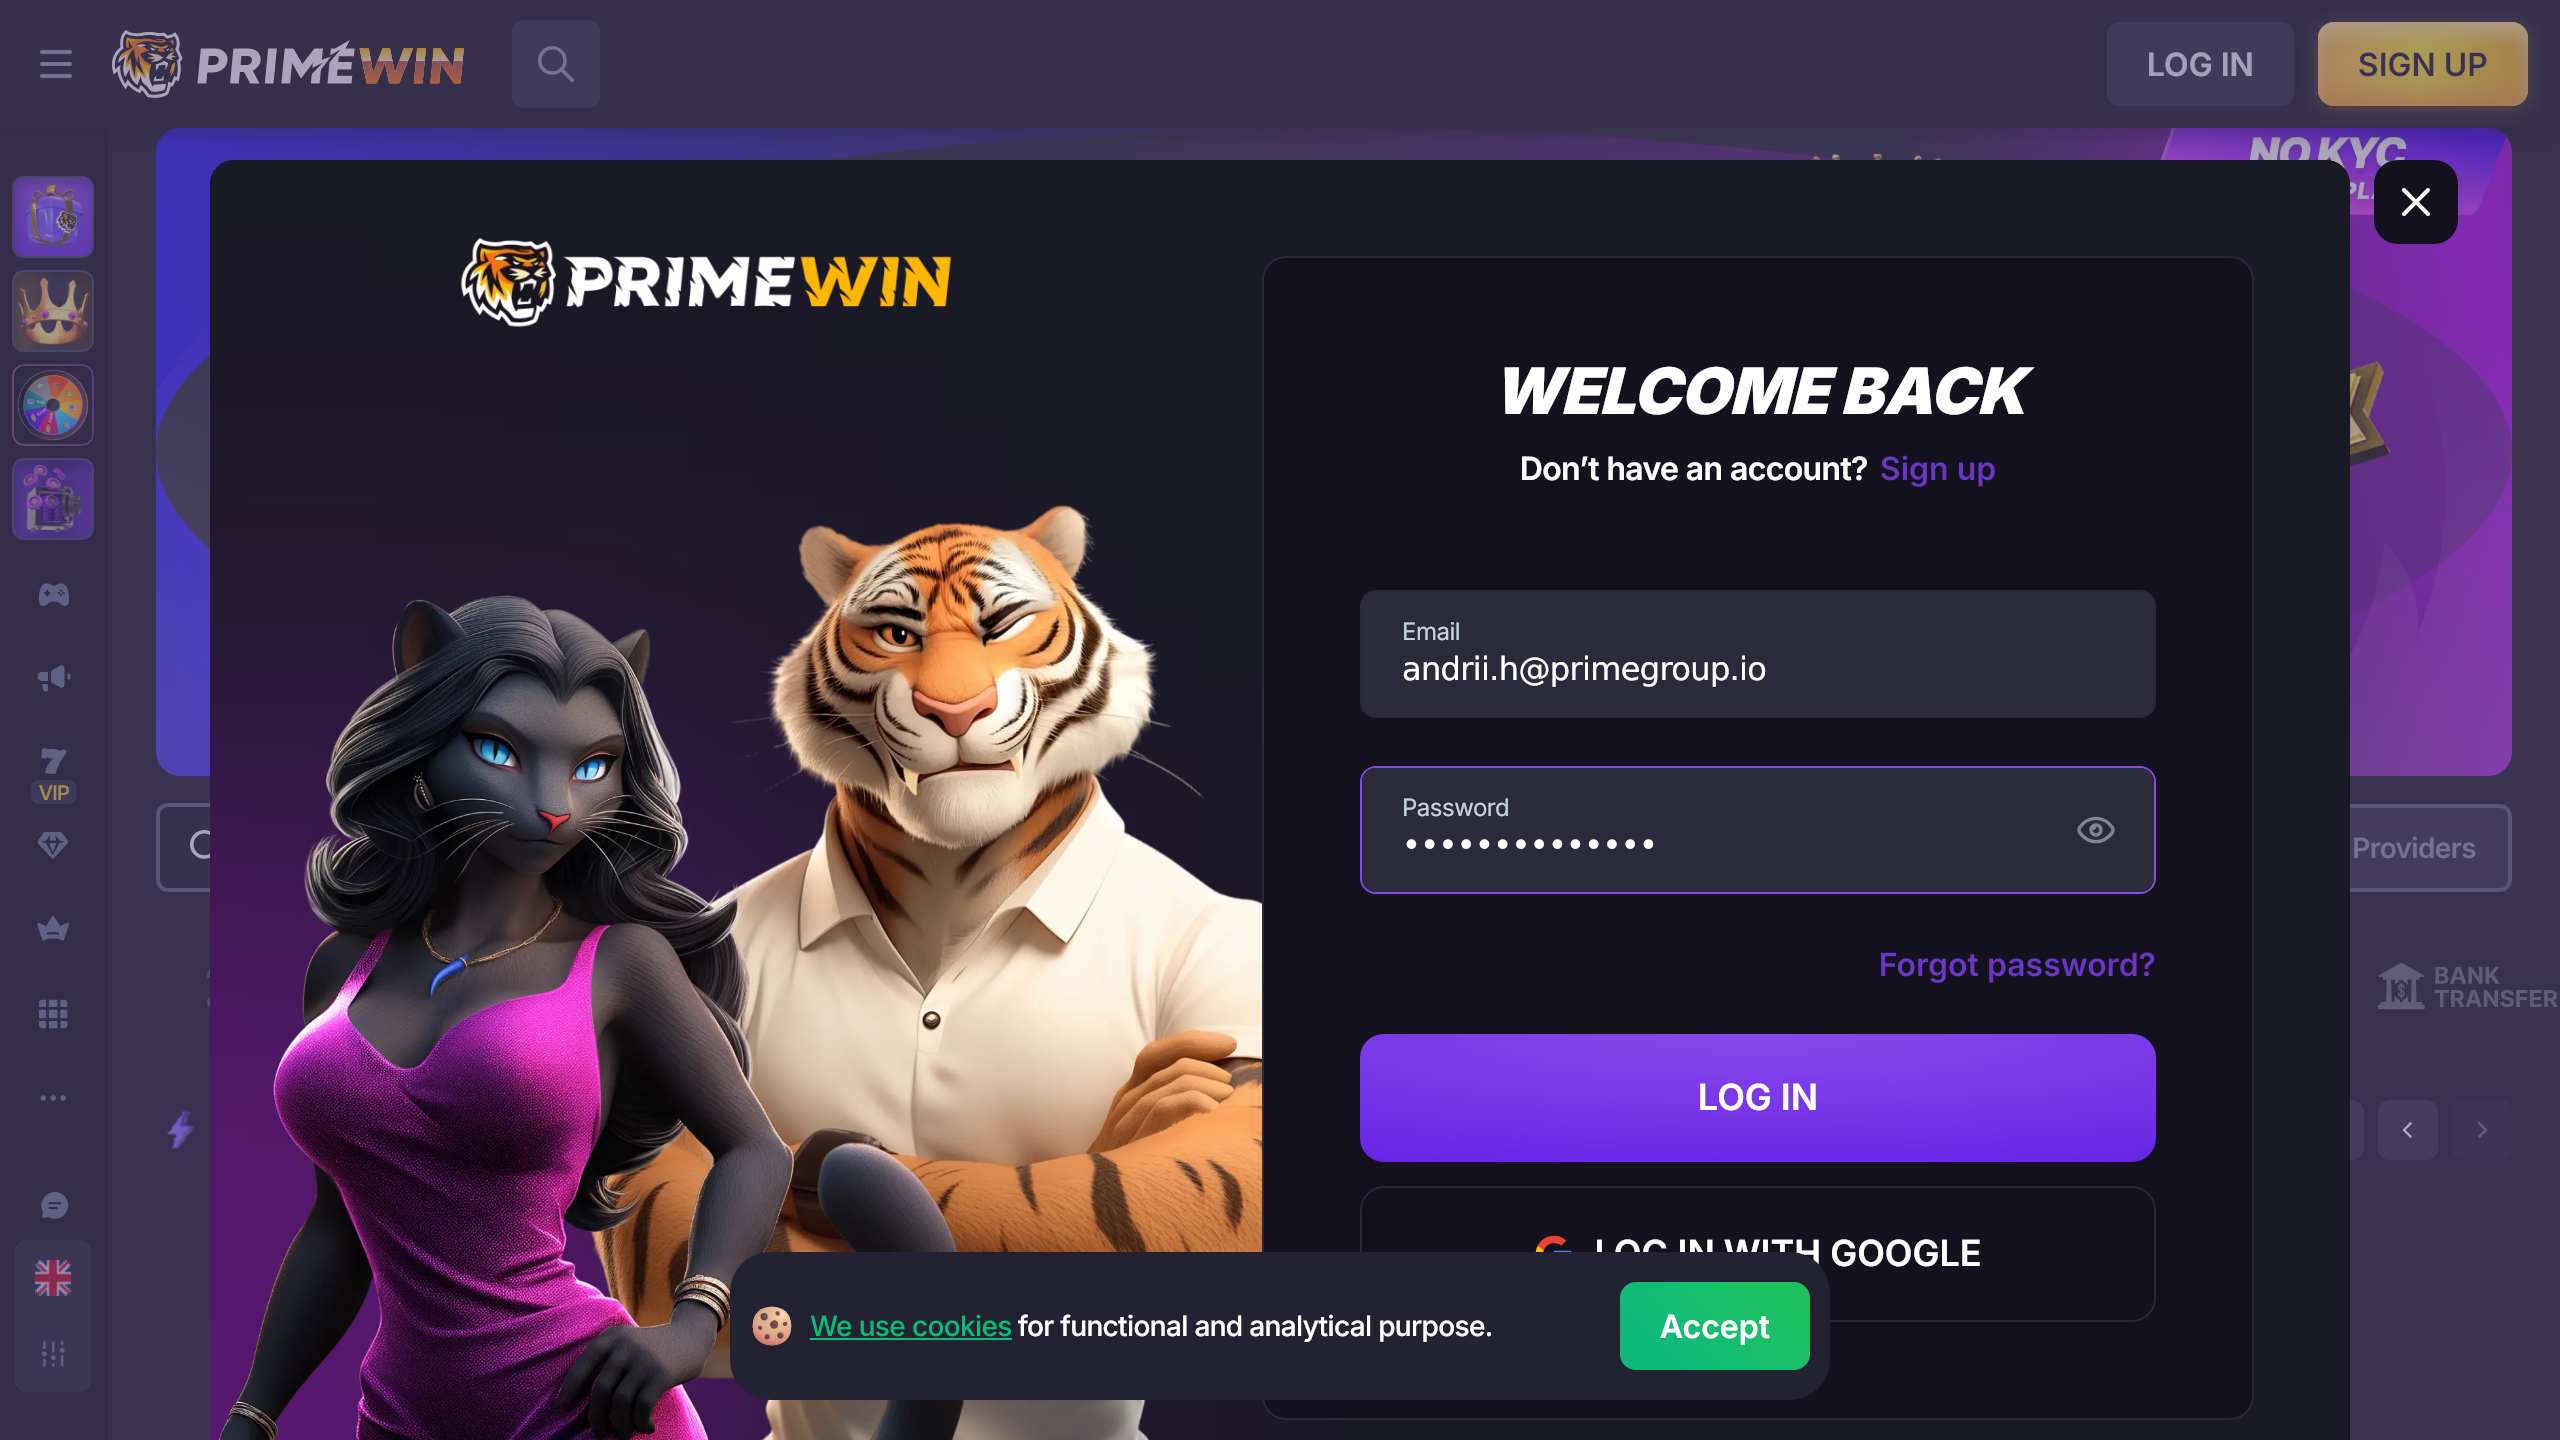 PRIMEWIN
LOG IN
SIGN UP
NO KYC
PRIMEWIN
WELCOME BACK
Don’t have an account? Sign up
Email
andrii.h@primegroup.io
Password
••••••••••••••
Forgot password?
LOG IN
LOG IN WITH GOOGLE
VIP
Providers
BANK
TRANSFER
We use cookies for functional and analytical purpose.
Accept